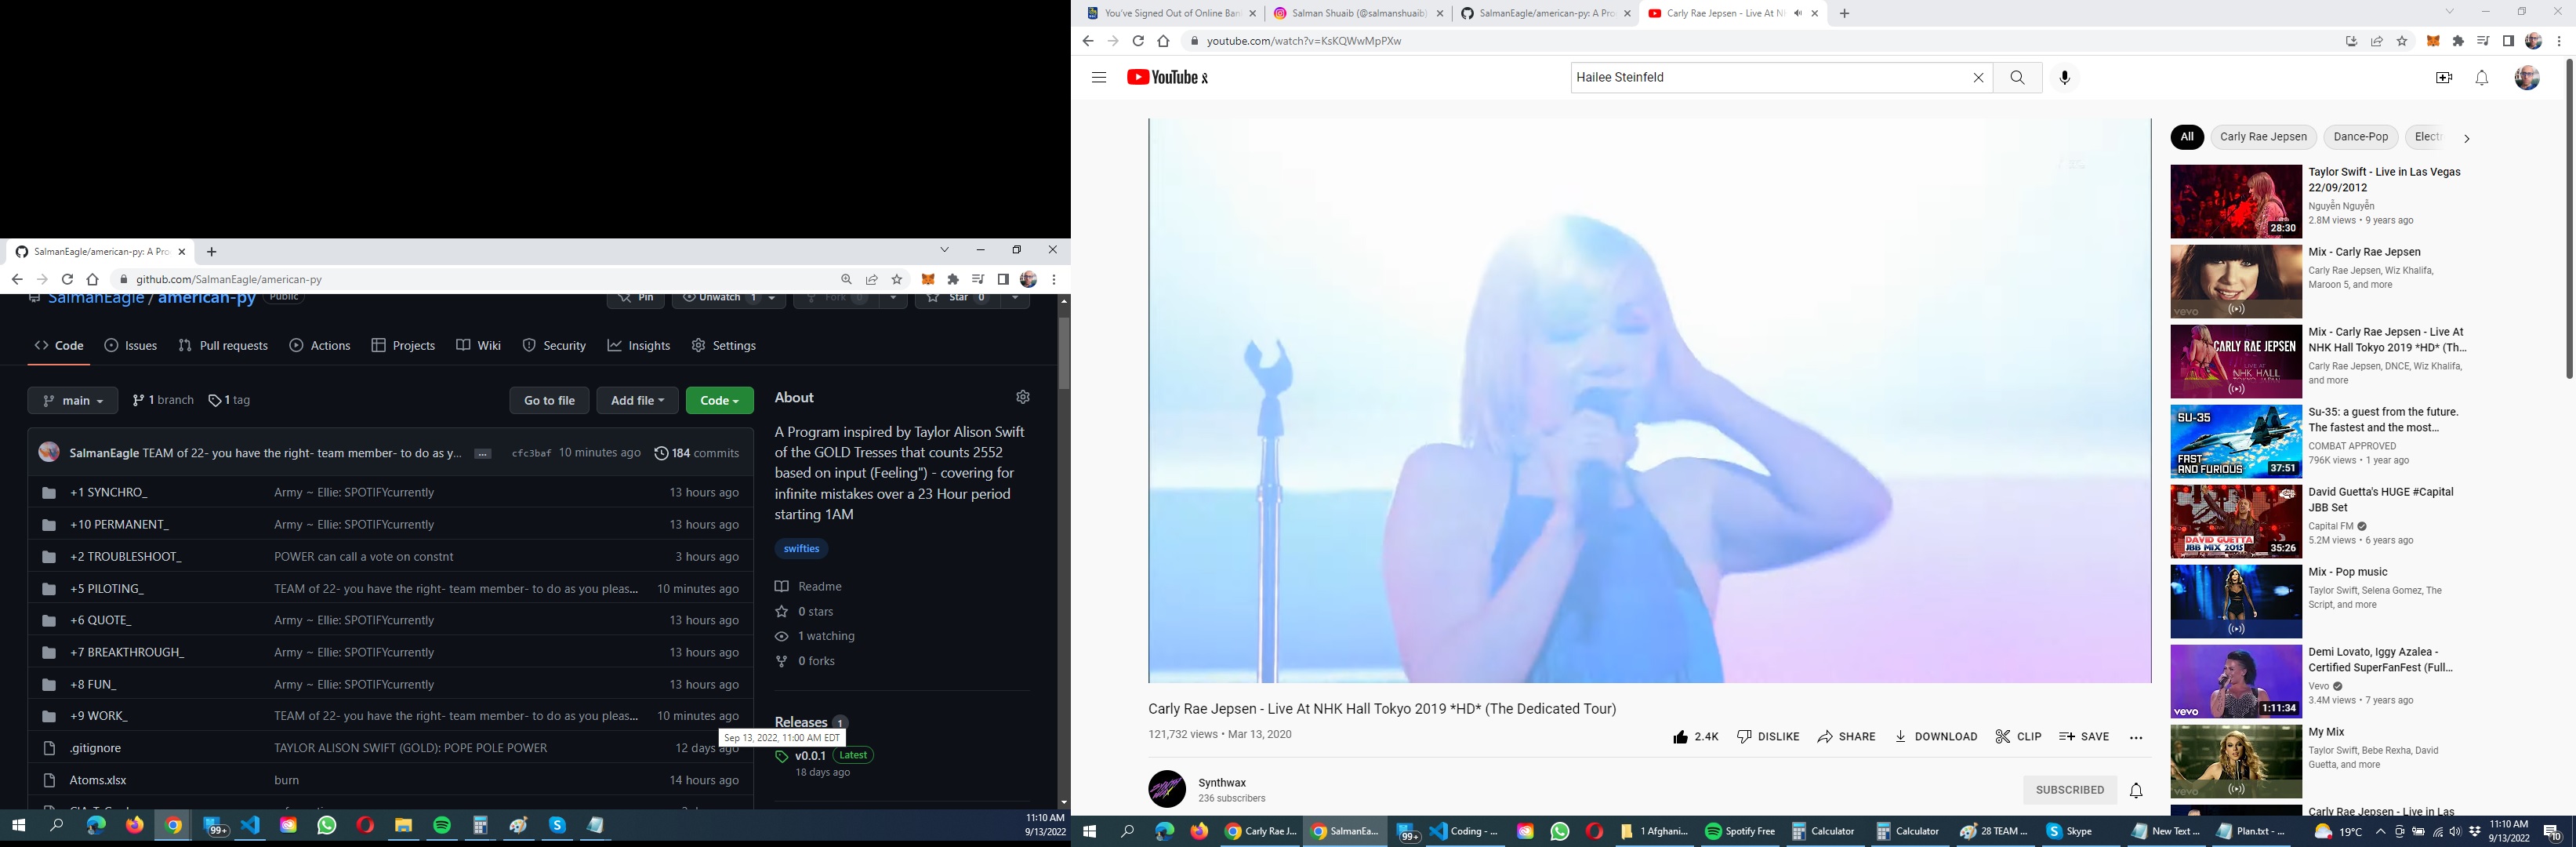 SalmanEagle/american-py: A Pro
github.com/SalmanEagle/american-py
SalmanEagle / american-py Public
Pin
Unwatch 1
Fork 0
Star 0
Code
Issues
Pull requests
Actions
Projects
Wiki
Security
Insights
Settings
main
1 branch
1 tag
Go to file
Add file
Code
SalmanEagle TEAM of 22- you have the right- team member- to do as y... ... cfc3baf 10 minutes ago 184 commits
+1 SYNCHRO_ Army ~ Ellie: SPOTIFYcurrently 13 hours ago
+10 PERMANENT_ Army ~ Ellie: SPOTIFYcurrently 13 hours ago
+2 TROUBLESHOOT_ POWER can call a vote on constnt 3 hours ago
+5 PILOTING_ TEAM of 22- you have the right- team member- to do as you pleas... 10 minutes ago
+6 QUOTE_ Army ~ Ellie: SPOTIFYcurrently 13 hours ago
+7 BREAKTHROUGH_ Army ~ Ellie: SPOTIFYcurrently 13 hours ago
+8 FUN_ Army ~ Ellie: SPOTIFYcurrently 13 hours ago
+9 WORK_ TEAM of 22- you have the right- team member- to do as you pleas... 10 minutes ago
.gitignore TAYLOR ALISON SWIFT (GOLD): POPE POLE POWER 12 days ago
Atoms.xlsx burn 14 hours ago
Sep 13, 2022, 11:00 AM EDT
About
A Program inspired by Taylor Alison Swift
of the GOLD Tresses that counts 2552
based on input (Feeling") - covering for
infinite mistakes over a 23 Hour period
starting 1AM
swifties
Readme
0 stars
1 watching
0 forks
Releases 1
v0.0.1 Latest
18 days ago
99+
11:10 AM
9/13/2022
You've Signed Out of Online Ban
Salman Shuaib (@salmanshuaib)
SalmanEagle/american-py: A Pro
Carly Rae Jepsen - Live At N
youtube.com/watch?v=KsKQWwMpPXw
YouTube
Hailee Steinfeld
Carly Rae Jepsen - Live At NHK Hall Tokyo 2019 *HD* (The Dedicated Tour)
121,732 views • Mar 13, 2020
2.4K
DISLIKE
SHARE
DOWNLOAD
CLIP
SAVE
Synthwax
236 subscribers
SUBSCRIBED
All
Carly Rae Jepsen
Dance-Pop
Electr
28:30
Taylor Swift - Live in Las Vegas
22/09/2012
Nguyễn Nguyễn
2.8M views • 9 years ago
vevo
Mix - Carly Rae Jepsen
Carly Rae Jepsen, Wiz Khalifa,
Maroon 5, and more
CARLY RAE JEPSEN
LIVE AT
NHK HALL
Mix - Carly Rae Jepsen - Live At
NHK Hall Tokyo 2019 *HD* (Th...
Carly Rae Jepsen, DNCE, Wiz Khalifa,
and more
SU-35
FAST
AND FURIOUS
37:51
Su-35: a guest from the future.
The fastest and the most...
COMBAT APPROVED
796K views • 1 year ago
DAVID GUETTA
JBB MIX 2015
35:26
David Guetta's HUGE #Capital
JBB Set
Capital FM
5.2M views • 6 years ago
Mix - Pop music
Taylor Swift, Selena Gomez, The
Script, and more
vevo
1:11:34
Demi Lovato, Iggy Azalea -
Certified SuperFanFest (Full...
Vevo
3.4M views • 7 years ago
vevo
My Mix
Taylor Swift, Bebe Rexha, David
Guetta, and more
Carly Rae Jepsen - Live in Las
Carly Rae J...
SalmanEa...
99+
Coding - ...
1 Afghani...
Spotify Free
Calculator
Calculator
28 TEAM ...
Skype
New Text ...
Plan.txt - ...
19°C
11:10 AM
9/13/2022
10